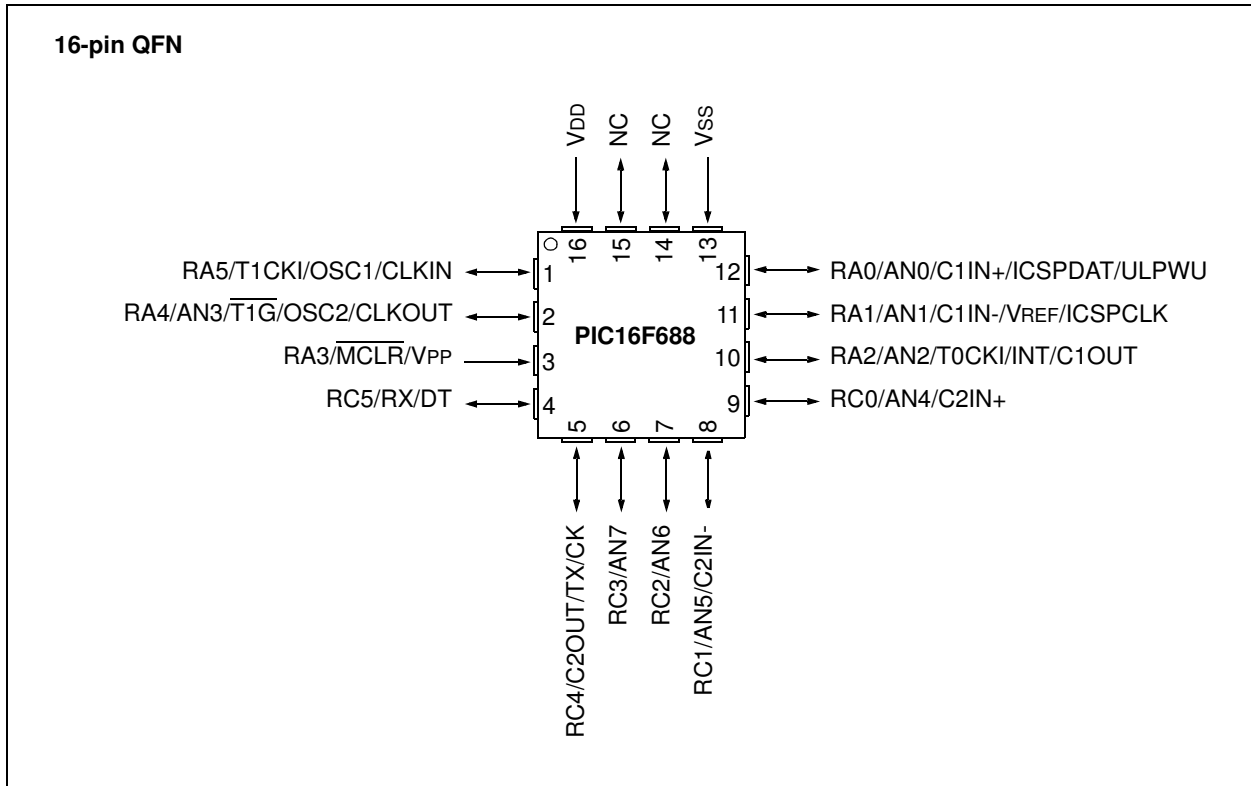 16-pin QFN
VDD
NC
NC
VSS
16
15
14
13
RA5/T1CKI/OSC1/CLKIN
1
12
RA0/AN0/C1IN+/ICSPDAT/ULPWU
RA4/AN3/T1G/OSC2/CLKOUT
2
11
RA1/AN1/C1IN-/VREF/ICSPCLK
PIC16F688
RA3/MCLR/VPP
3
10
RA2/AN2/T0CKI/INT/C1OUT
RC5/RX/DT
4
9
RC0/AN4/C2IN+
5
6
7
8
RC4/C2OUT/TX/CK
RC3/AN7
RC2/AN6
RC1/AN5/C2IN-